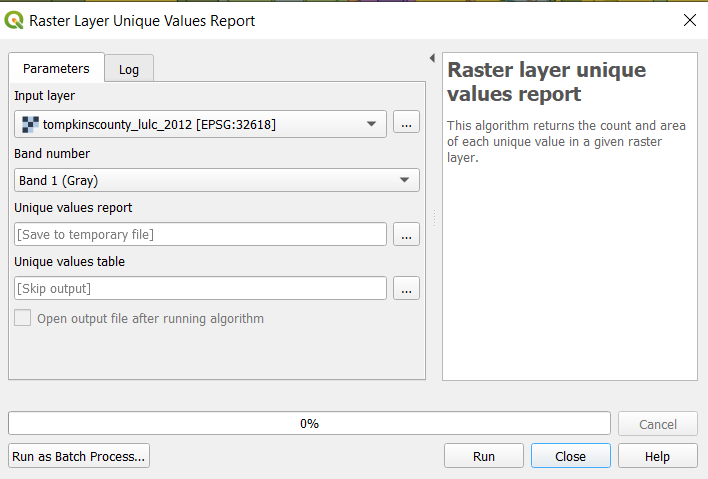 Raster Layer Unique Values Report
Parameters
Log
Input layer
tompkinscounty_lulc_2012 [EPSG:32618]
...
Band number
Band 1 (Gray)
Unique values report
[Save to temporary file]
...
Unique values table
[Skip output]
...
Open output file after running algorithm
Raster layer unique
values report
This algorithm returns the count and area
of each unique value in a given raster
layer.
0%
Cancel
Run as Batch Process...
Run
Close
Help